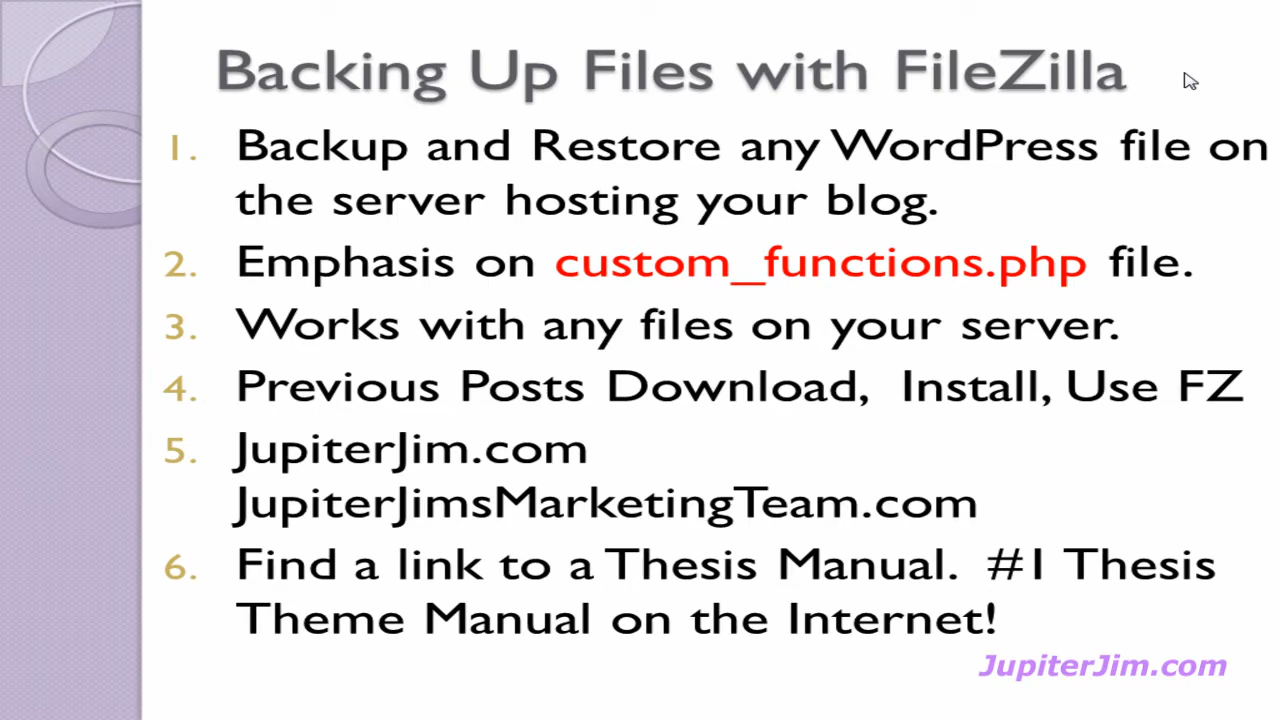 Backing Up Files with FileZilla
1. Backup and Restore any WordPress file on
the server hosting your blog.
2. Emphasis on custom_functions.php file.
3. Works with any files on your server.
4. Previous Posts Download, Install, Use FZ
5. JupiterJim.com
JupiterJimsMarketingTeam.com
6. Find a link to a Thesis Manual. #1 Thesis
Theme Manual on the Internet!
JupiterJim.com